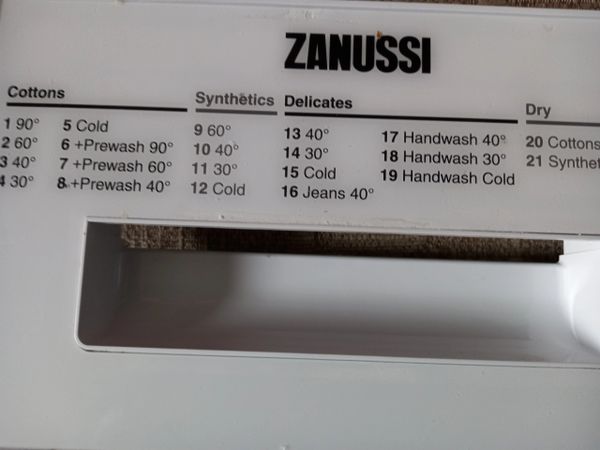 ZANUSSI
Cottons
1 90°
2 60°
3 40°
4 30°
5 Cold
6 +Prewash 90°
7 +Prewash 60°
8 +Prewash 40°
Synthetics
9 60°
10 40°
11 30°
12 Cold
Delicates
13 40°
14 30°
15 Cold
16 Jeans 40°
17 Handwash 40°
18 Handwash 30°
19 Handwash Cold
Dry
20 Cottons
21 Synthet